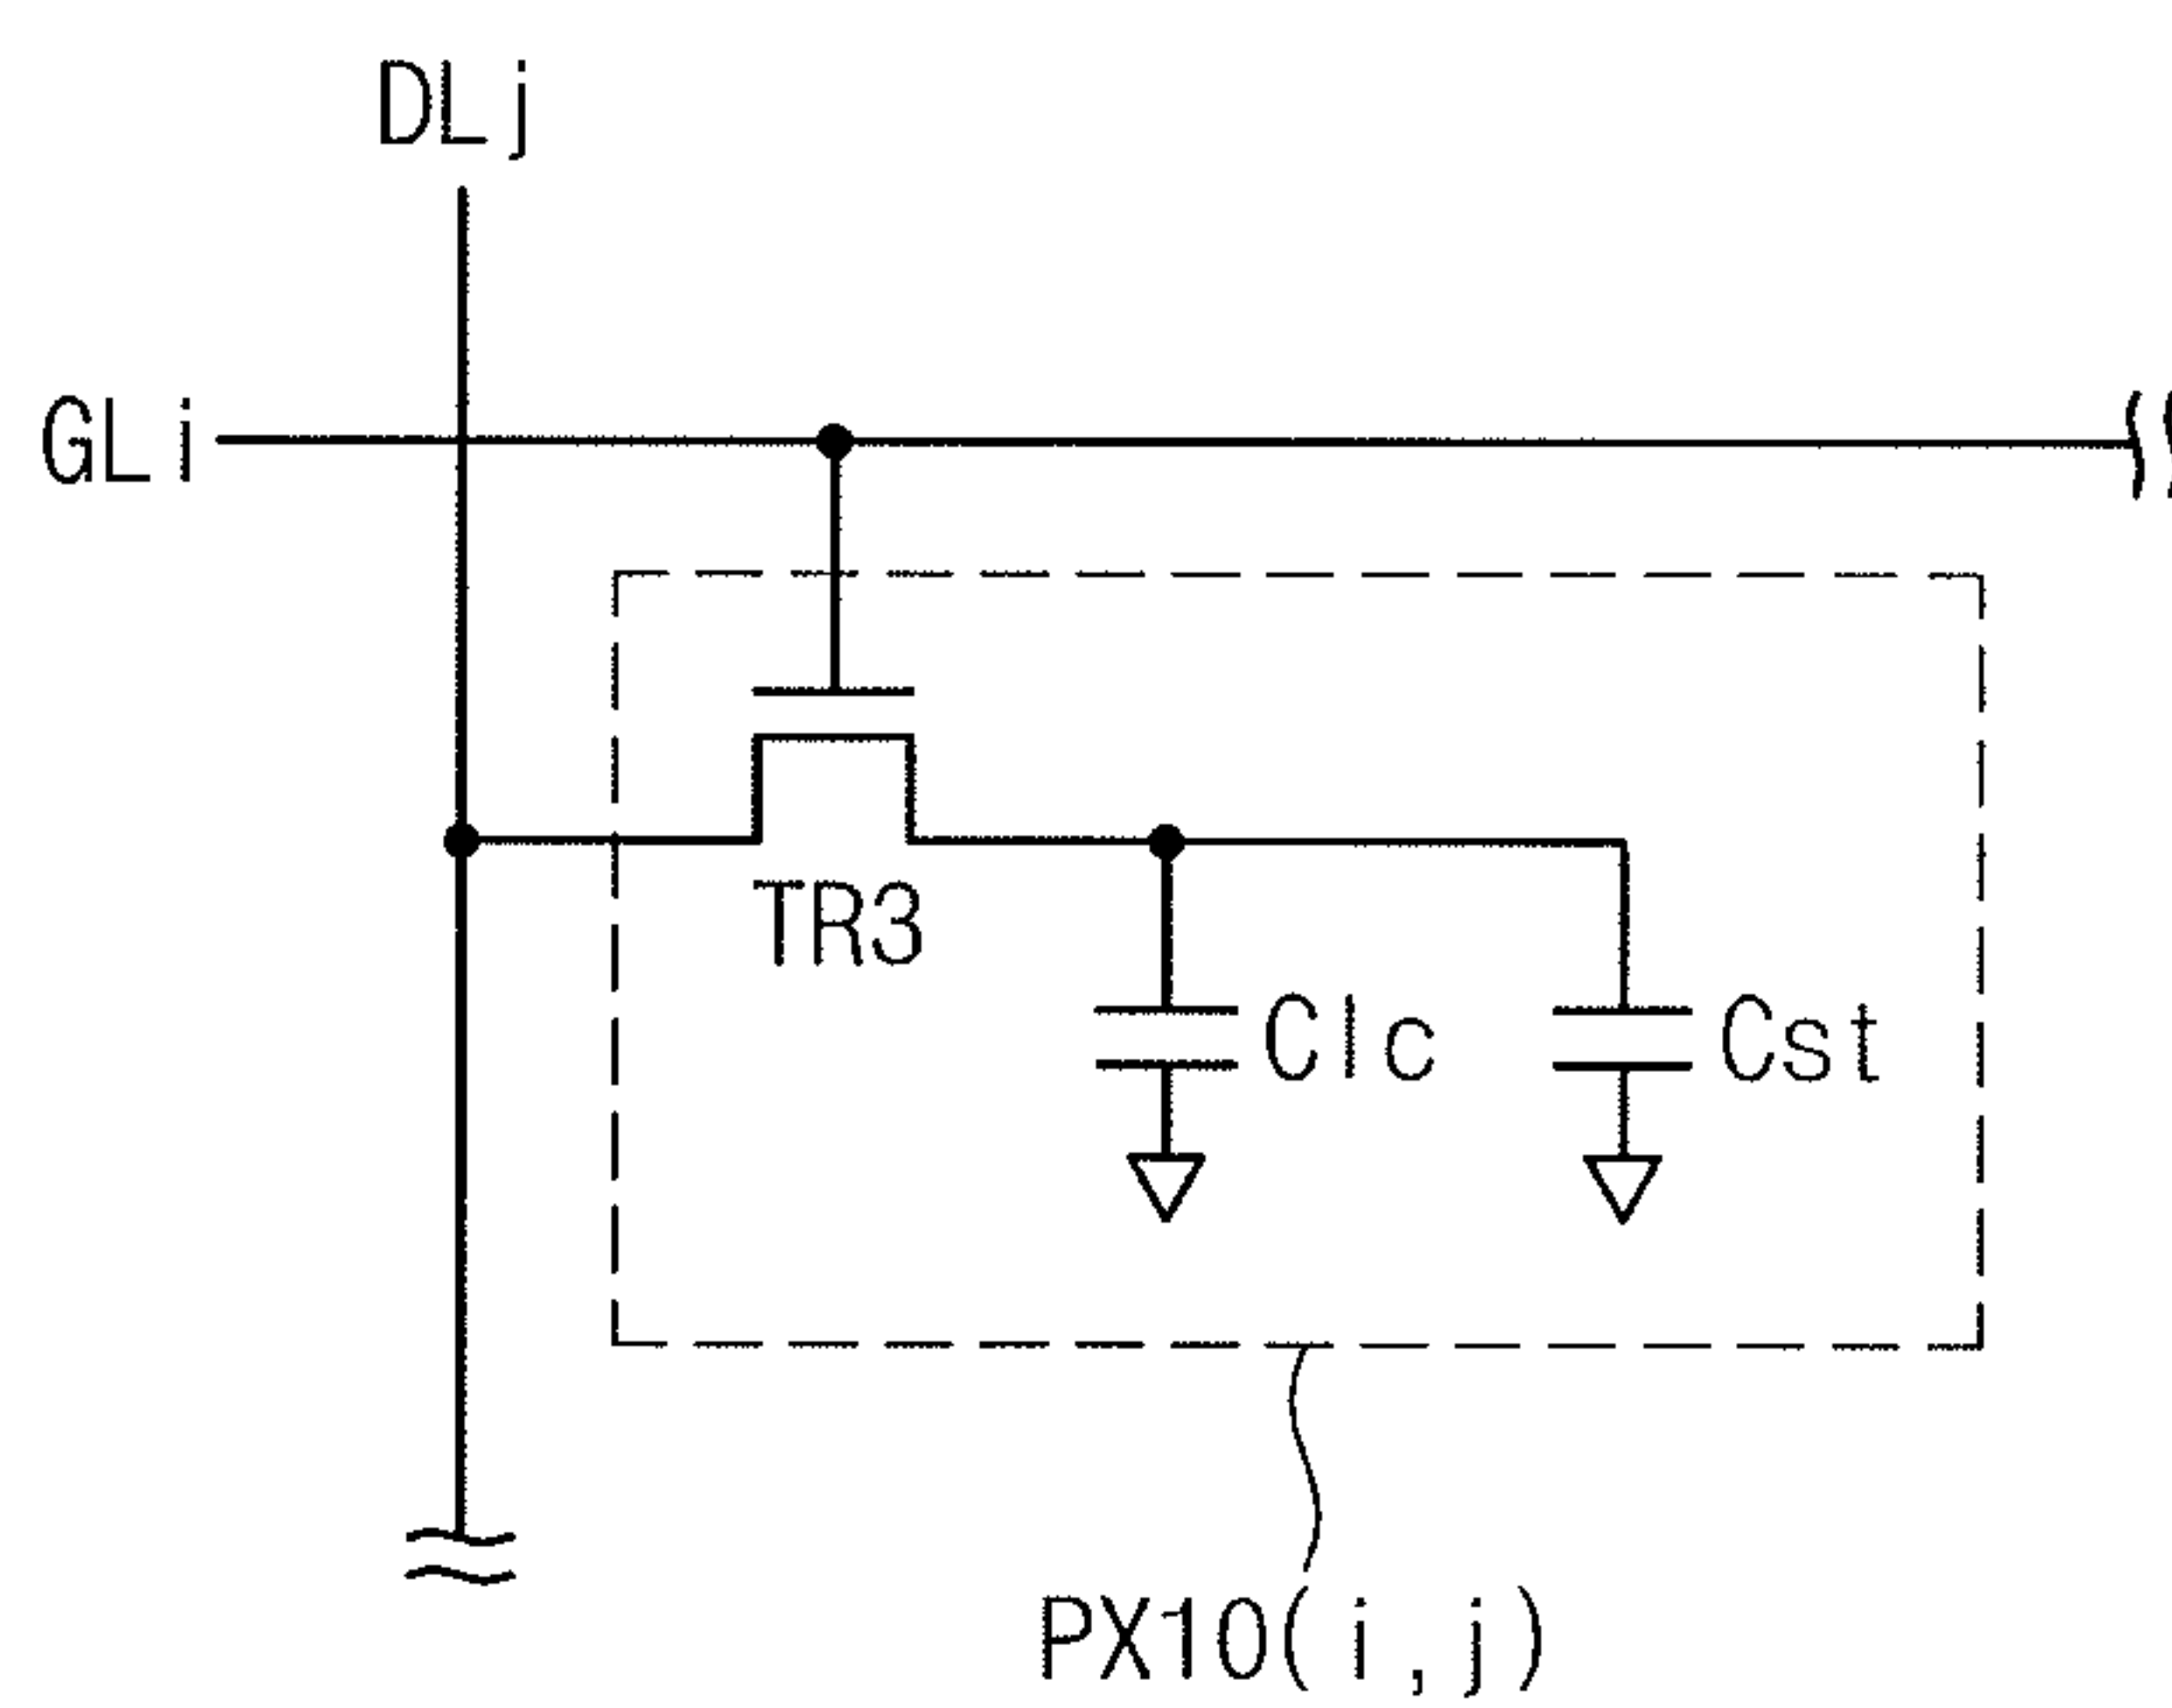 DLj
GLi
TR3
Clc
Cst
PX10(i,j)